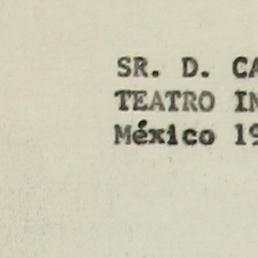 SR. D. CA
TEATRO IN
México 19